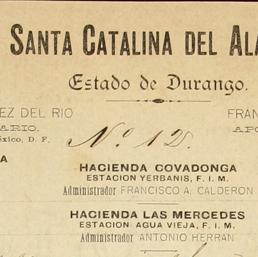 SANTA CATALINA DEL ALA
Estado de Durango.
EZ DEL RIO
FRAN
ARIO.
APO
xico, D. F.
Nº 12.
A
HACIENDA COVADONGA
ESTACION YERBANIS, F. I. M.
Administrador FRANCISCO A. CALDERON
HACIENDA LAS MERCEDES
ESTACION AGUA VIEJA, F. I. M.
Administrador ANTONIO HERRAN